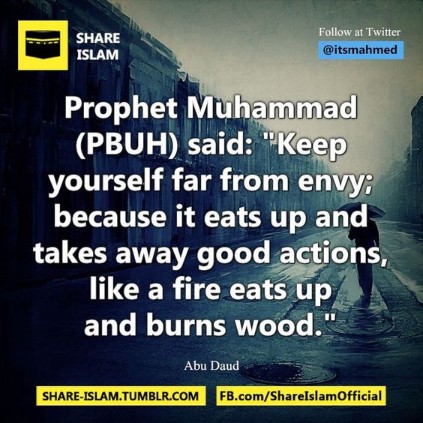 SHARE
ISLAM
Follow at Twitter
@itsmahmed
Prophet Muhammad
(PBUH) said: "Keep
yourself far from envy;
because it eats up and
takes away good actions,
like a fire eats up
and burns wood."
Abu Daud
SHARE-ISLAM.TUMBLR.COM
FB.com/ShareIslamOfficial